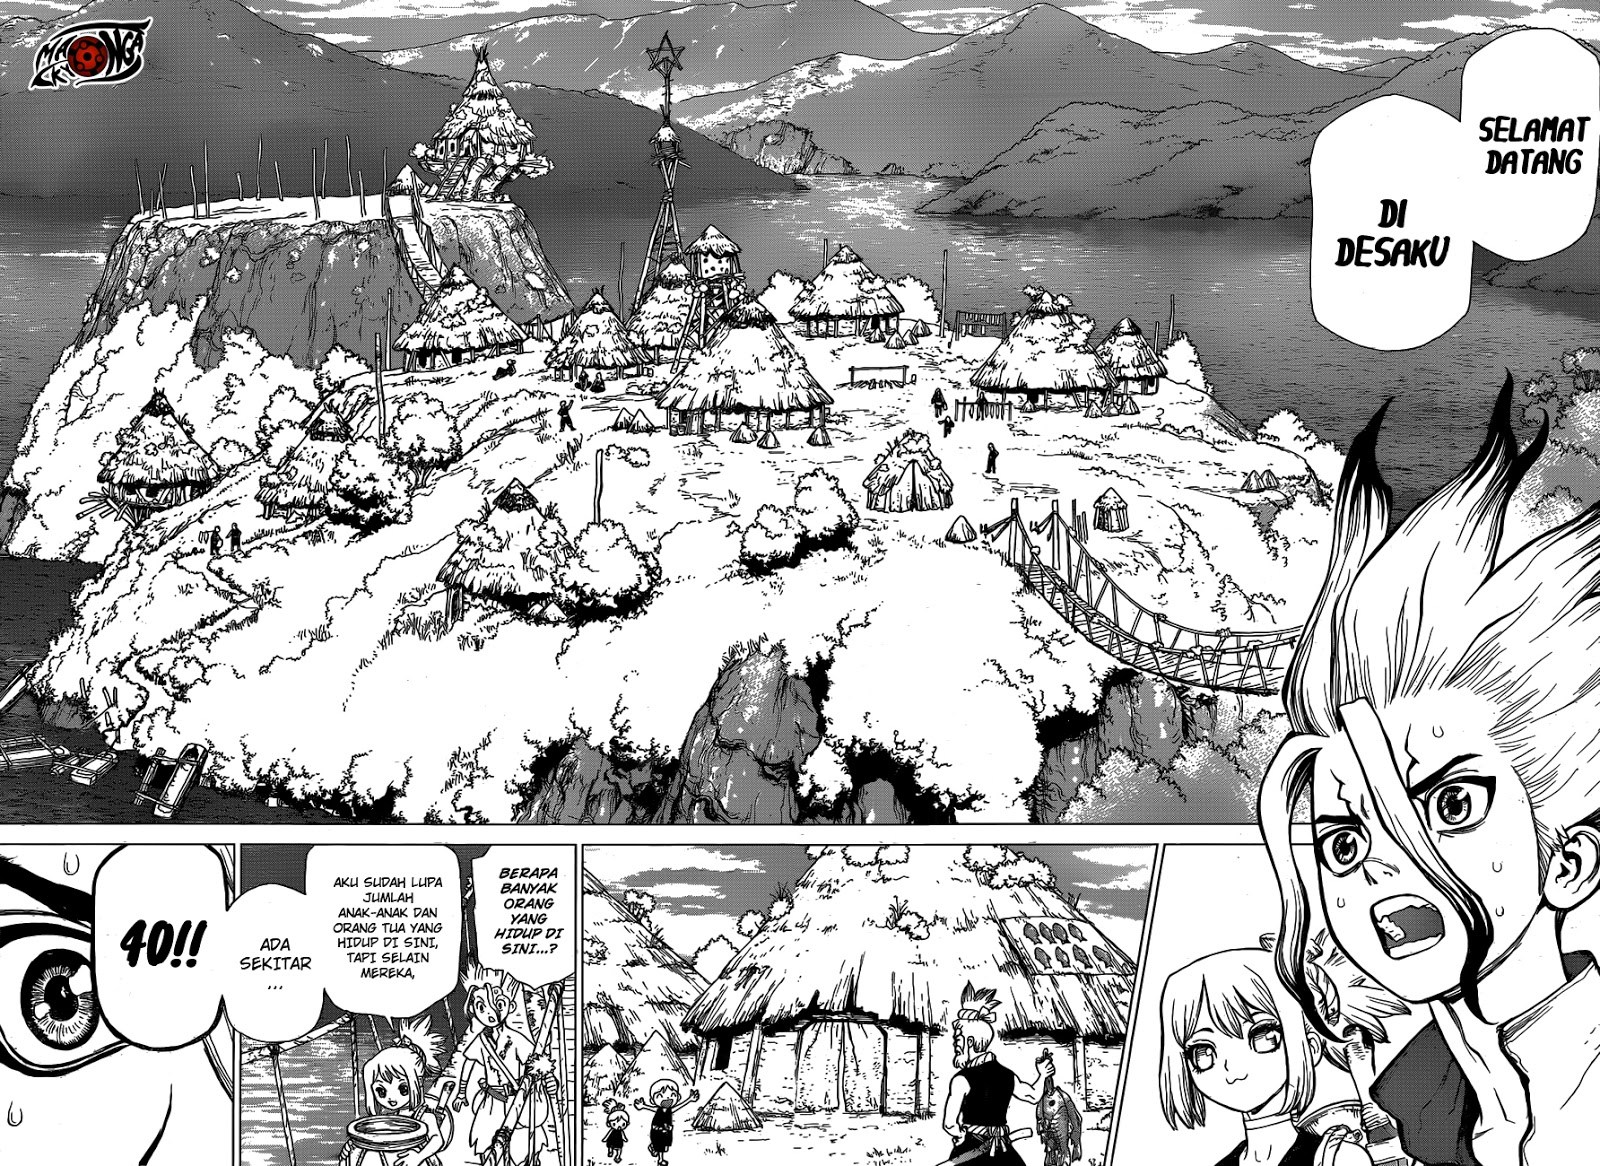 SELAMAT
DATANG
DI
DESAKU
BERAPA
BANYAK
ORANG
YANG
HIDUP DI
SINI...?
AKU SUDAH LUPA
JUMLAH
ANAK-ANAK DAN
ORANG TUA YANG
HIDUP DI SINI,
TAPI SELAIN
MEREKA,
ADA
SEKITAR
...
40!!